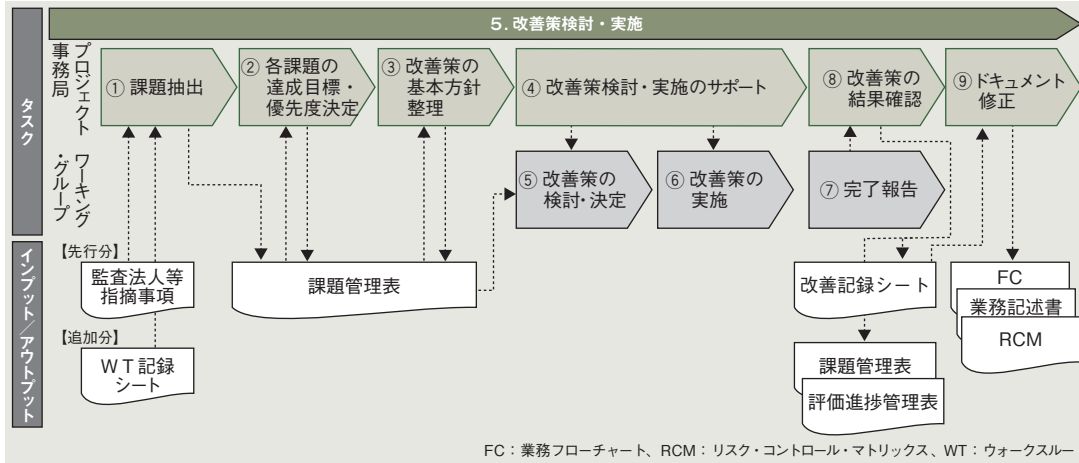 5. 改善策検討・実施
タスク
プロジェクト
事務局
① 課題抽出
② 各課題の
達成目標・
優先度決定
③ 改善策の
基本方針
整理
④ 改善策検討・実施のサポート
⑧ 改善策の
結果確認
⑨ ドキュメント
修正
ワーキング
・グループ
⑤ 改善策の
検討・決定
⑥ 改善策の
実施
⑦ 完了報告
インプット／アウトプット
【先行分】
監査法人等
指摘事項
【追加分】
WT記録
シート
課題管理表
改善記録シート
課題管理表
評価進捗管理表
FC
業務記述書
RCM
FC：業務フローチャート、RCM：リスク・コントロール・マトリックス、WT：ウォークスルー